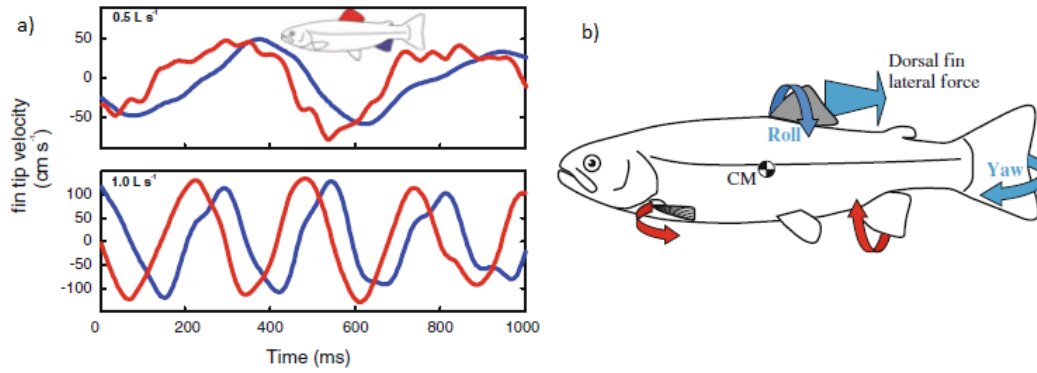 a)
0.5 L s⁻¹
50
0
-50
fin tip velocity
(cm s⁻¹)
1.0 L s⁻¹
100
50
0
-50
-100
0
200
400
600
800
1000
Time (ms)
b)
Dorsal fin
lateral force
Roll
CM
Yaw